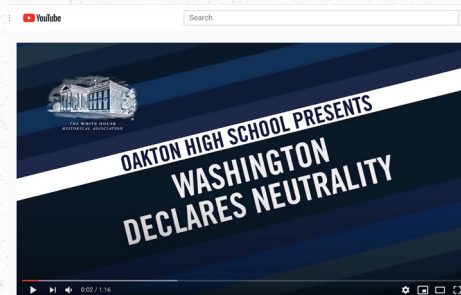 YouTube
Search
THE WHITE HOUSE
HISTORICAL ASSOCIATION
OAKTON HIGH SCHOOL PRESENTS
WASHINGTON
DECLARES NEUTRALITY
0:02 / 1:16